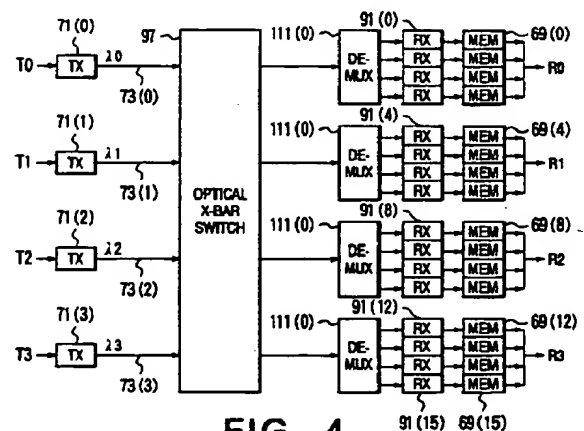 71(0) 97 111(0) 91(0) 69(0)
T0 TX λ0 73(0) DE-MUX RX MEM R0
RX MEM
RX MEM
RX MEM
71(1) 111(0) 91(4) 69(4)
T1 TX λ1 73(1) DE-MUX RX MEM R1
RX MEM
RX MEM
RX MEM
OPTICAL
X-BAR
SWITCH
71(2) 111(0) 91(8) 69(8)
T2 TX λ2 73(2) DE-MUX RX MEM R2
RX MEM
RX MEM
RX MEM
71(3) 111(0) 91(12) 69(12)
T3 TX λ3 73(3) DE-MUX RX MEM R3
RX MEM
RX MEM
RX MEM
91(15) 69(15)
FIG 4